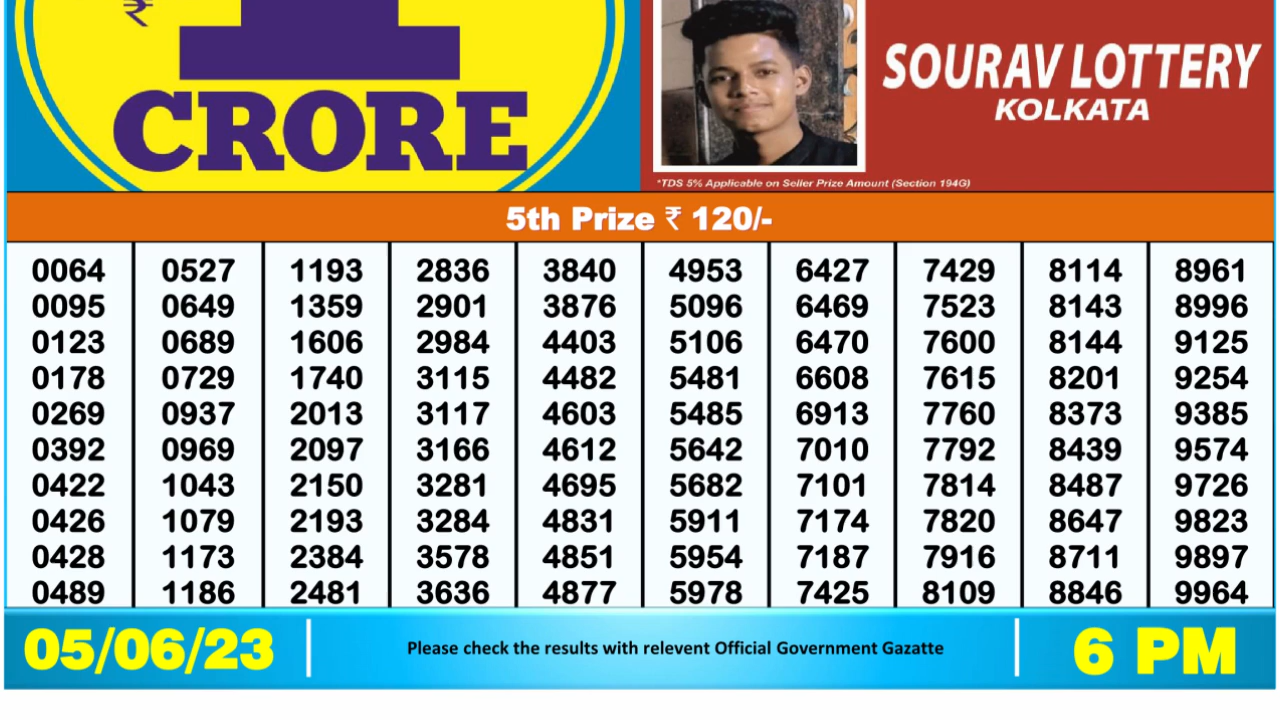 ₹ 1
CRORE
SOURAV LOTTERY
KOLKATA
*TDS 5% Applicable on Seller Prize Amount (Section 194G)
5th Prize ₹ 120/-
0064 0527 1193 2836 3840 4953 6427 7429 8114 8961
0095 0649 1359 2901 3876 5096 6469 7523 8143 8996
0123 0689 1606 2984 4403 5106 6470 7600 8144 9125
0178 0729 1740 3115 4482 5481 6608 7615 8201 9254
0269 0937 2013 3117 4603 5485 6913 7760 8373 9385
0392 0969 2097 3166 4612 5642 7010 7792 8439 9574
0422 1043 2150 3281 4695 5682 7101 7814 8487 9726
0426 1079 2193 3284 4831 5911 7174 7820 8647 9823
0428 1173 2384 3578 4851 5954 7187 7916 8711 9897
0489 1186 2481 3636 4877 5978 7425 8109 8846 9964
05/06/23 Please check the results with relevent Official Government Gazatte 6 PM